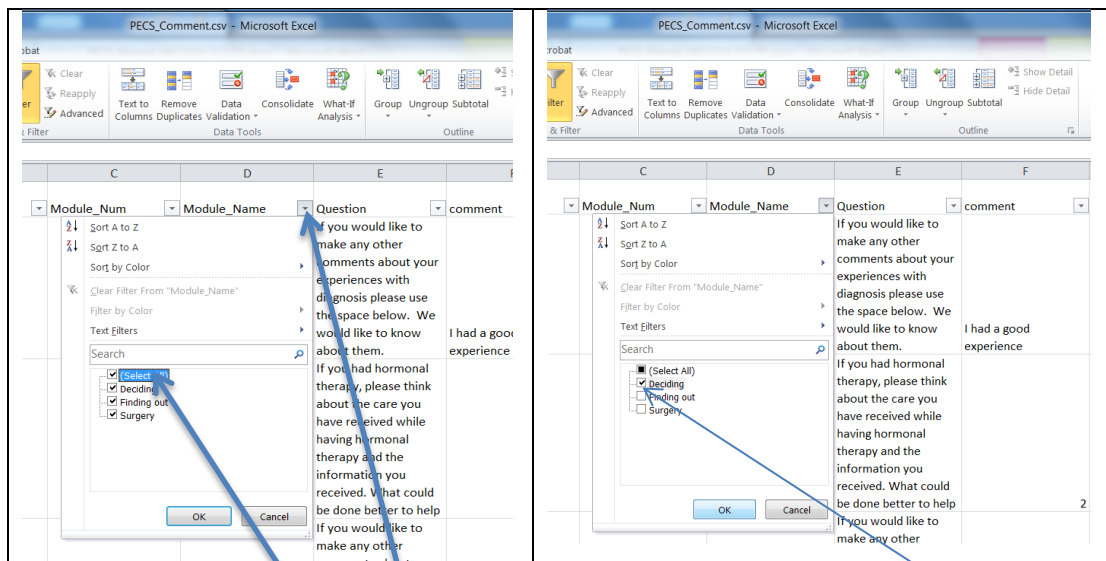 PECS_Comment.csv - Microsoft Excel
obat
Clear
Reapply
Advanced
Text to Columns
Remove Duplicates
Data Validation
Consolidate
What-If Analysis
Group
Ungroup
Subtotal
Filter
Data Tools
Outline
C D E
Module_Num Module_Name Question comment
Sort A to Z
Sort Z to A
Sort by Color
Clear Filter From "Module_Name"
Filter by Color
Text Filters
Search
(Select All)
Deciding
Finding out
Surgery
OK Cancel
If you would like to
make any other
comments about your
experiences with
diagnosis please use
the space below. We
would like to know
about them.
I had a good
experience
If you had hormonal
therapy, please think
about the care you
have received while
having hormonal
therapy and the
information you
received. What could
be done better to help
If you would like to
make any other
PECS_Comment.csv - Microsoft Excel
crobat
ilter
Clear
Reapply
Advanced
Text to Columns
Remove Duplicates
Data Validation
Consolidate
What-If Analysis
Group
Ungroup
Subtotal
Show Detail
Hide Detail
& Filter
Data Tools
Outline
C D E F
Module_Num Module_Name Question comment
Sort A to Z
Sort Z to A
Sort by Color
Clear Filter From "Module_Name"
Filter by Color
Text Filters
Search
(Select All)
Deciding
Finding out
Surgery
OK Cancel
If you would like to
make any other
comments about your
experiences with
diagnosis please use
the space below. We
would like to know
about them.
I had a good
experience
If you had hormonal
therapy, please think
about the care you
have received while
having hormonal
therapy and the
information you
received. What could
be done better to help
2
If you would like to
make any other